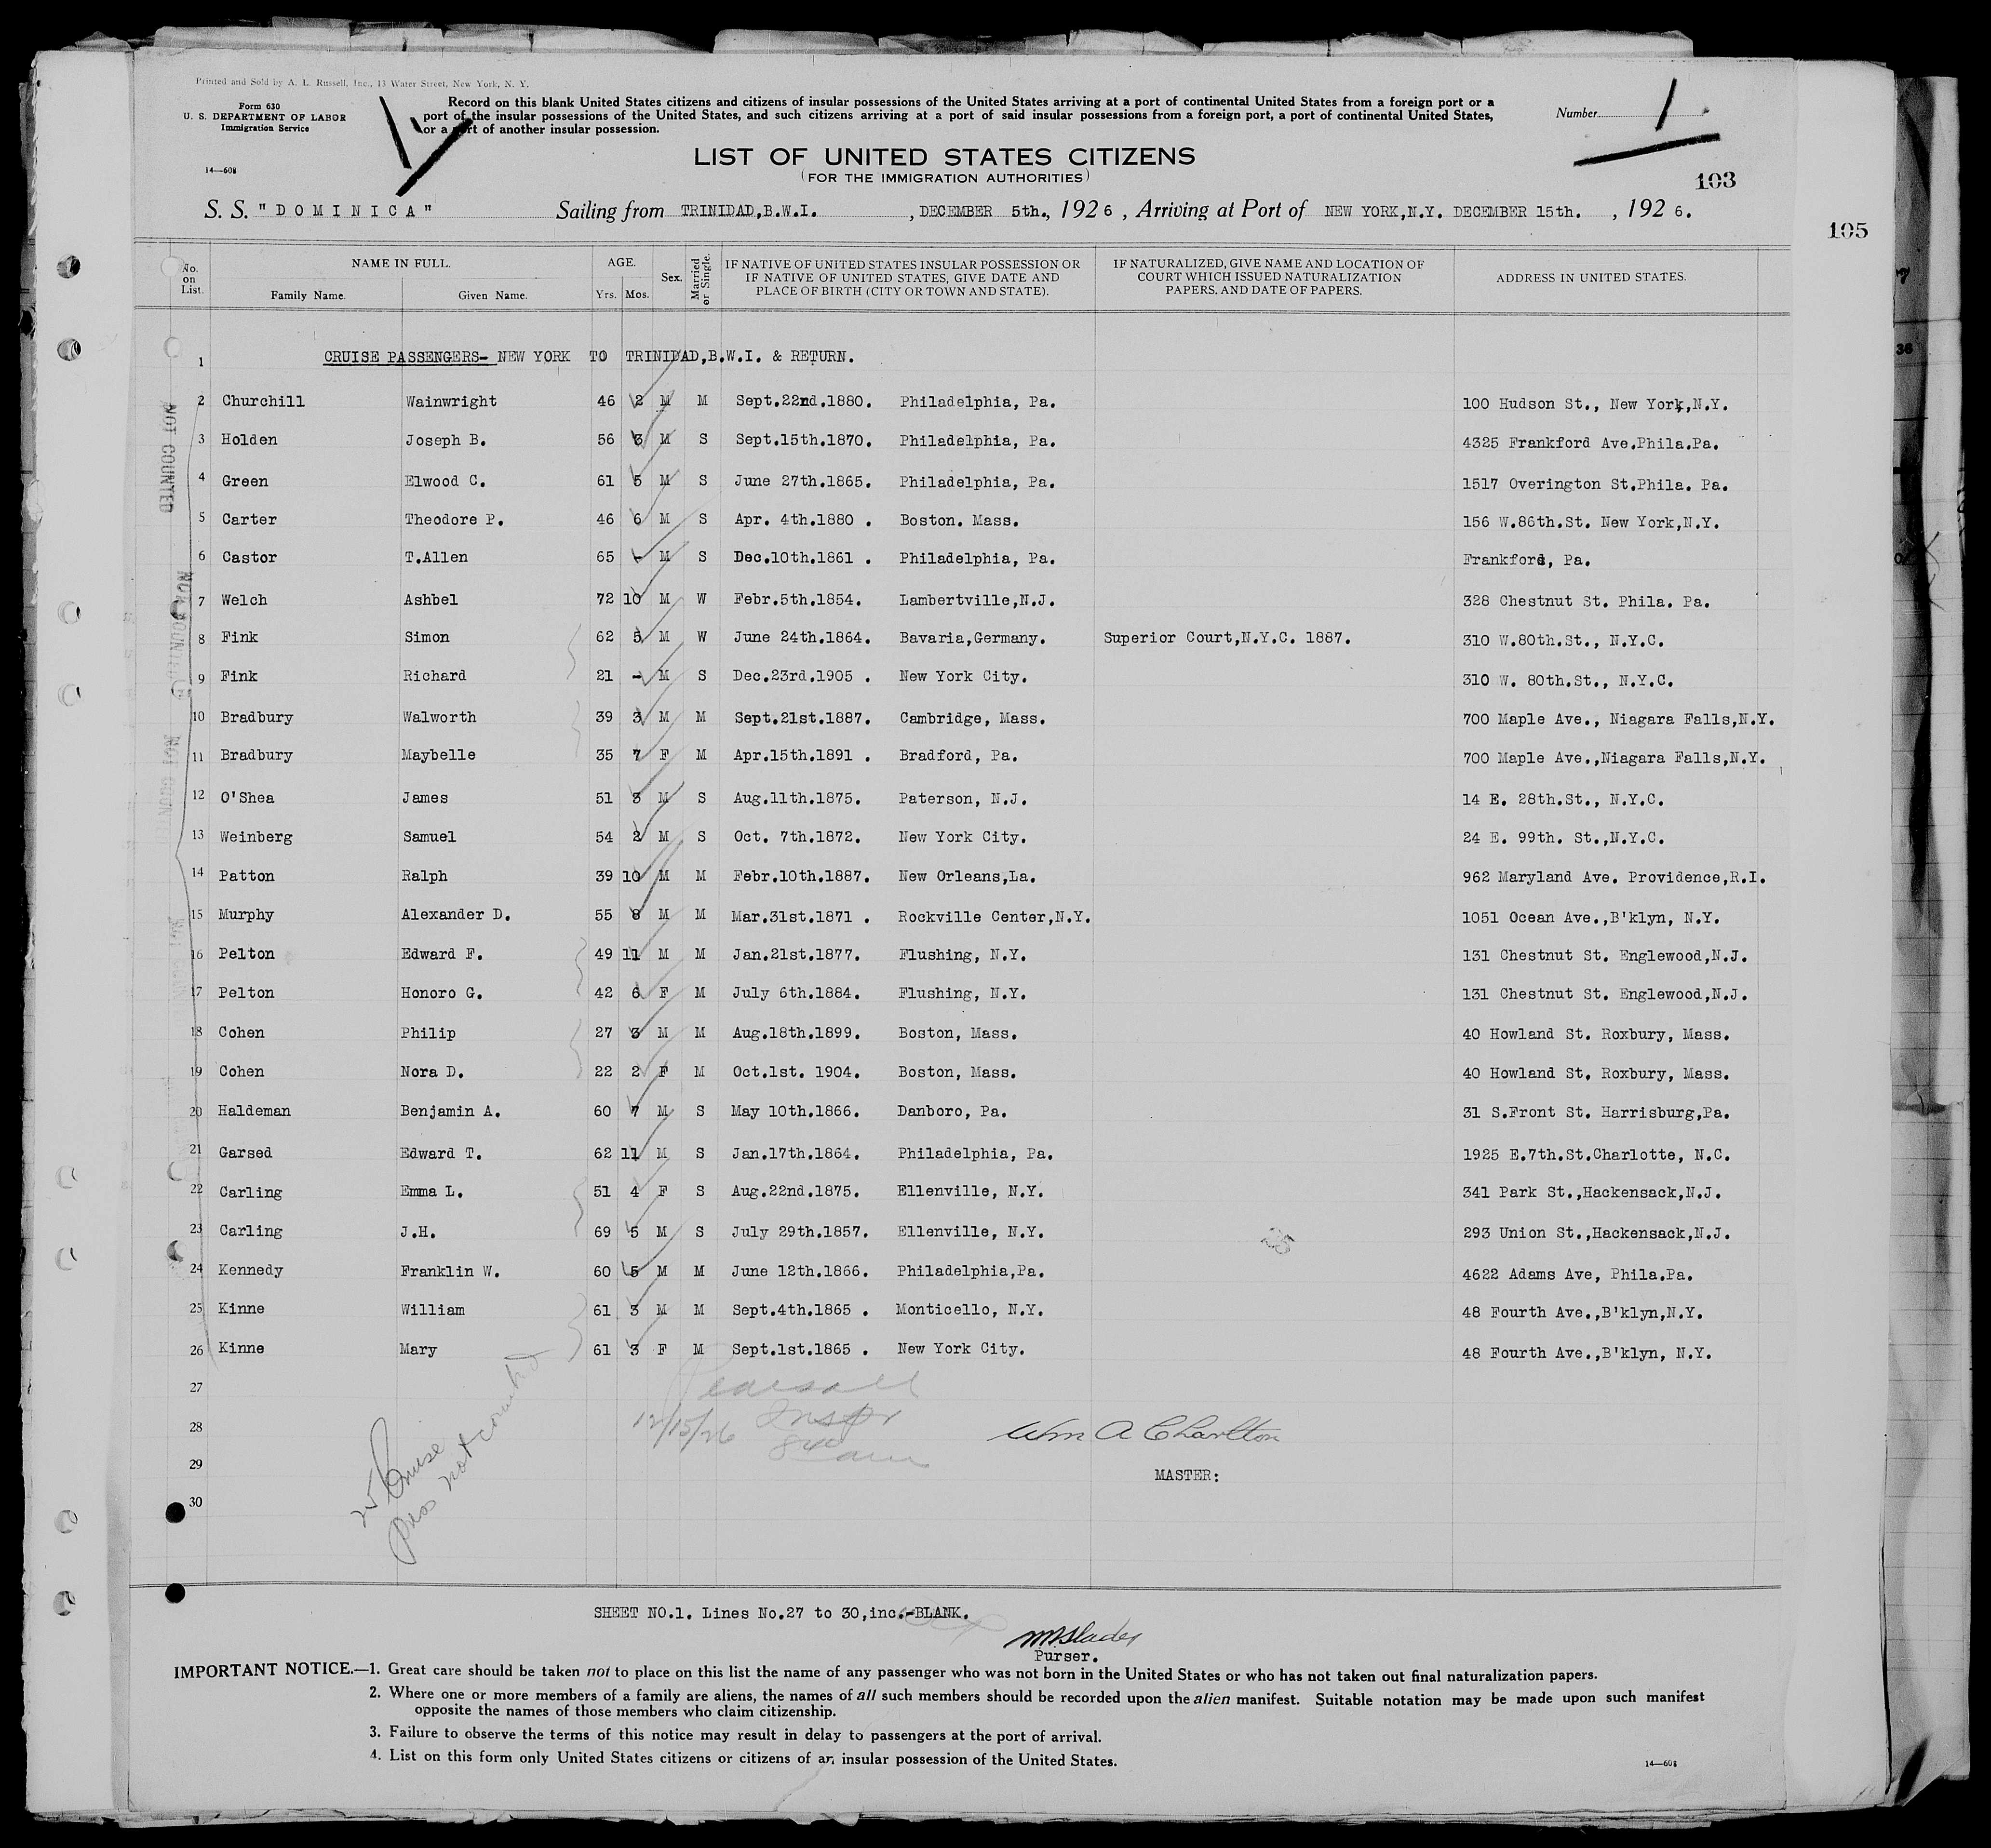 Printed and Sold by A. L. Russell, Inc., 13 Water Street, New York, N. Y.
Form 630
U. S. DEPARTMENT OF LABOR
Immigration Service
14—608
Record on this blank United States citizens and citizens of insular possessions of the United States arriving at a port of continental United States from a foreign port or a
port of the insular possessions of the United States, and such citizens arriving at a port of said insular possessions from a foreign port, a port of continental United States,
or a port of another insular possession.
Number 1
LIST OF UNITED STATES CITIZENS
(FOR THE IMMIGRATION AUTHORITIES)
103
105
S. S. "DOMINICA" Sailing from TRINIDAD,B.W.I. , DECEMBER 5th., 1926 , Arriving at Port of NEW YORK,N.Y. DECEMBER 15th. , 1926.
No. on List. NAME IN FULL. Family Name. Given Name. AGE. Yrs. Mos. Sex. Married or Single. IF NATIVE OF UNITED STATES INSULAR POSSESSION OR IF NATIVE OF UNITED STATES, GIVE DATE AND PLACE OF BIRTH (CITY OR TOWN AND STATE). IF NATURALIZED, GIVE NAME AND LOCATION OF COURT WHICH ISSUED NATURALIZATION PAPERS, AND DATE OF PAPERS. ADDRESS IN UNITED STATES.
1 CRUISE PASSENGERS- NEW YORK TO TRINIDAD,B.W.I. & RETURN.
2 Churchill Wainwright 46 2 M M Sept.22nd.1880. Philadelphia, Pa. 100 Hudson St., New York,N.Y.
3 Holden Joseph B. 56 3 M S Sept.15th.1870. Philadelphia, Pa. 4325 Frankford Ave.Phila.Pa.
4 Green Elwood C. 61 5 M S June 27th.1865. Philadelphia, Pa. 1517 Overington St.Phila. Pa.
5 Carter Theodore P. 46 6 M S Apr. 4th.1880 . Boston. Mass. 156 W.86th.St. New York,N.Y.
6 Castor T.Allen 65 - M S Dec.10th.1861 . Philadelphia, Pa. Frankford, Pa.
7 Welch Ashbel 72 10 M W Febr.5th.1854. Lambertville,N.J. 328 Chestnut St. Phila. Pa.
8 Fink Simon 62 5 M W June 24th.1864. Bavaria,Germany. Superior Court,N.Y.C. 1887. 310 W.80th.St., N.Y.C.
9 Fink Richard 21 - M S Dec.23rd.1905 . New York City. 310 W. 80th.St., N.Y.C.
10 Bradbury Walworth 39 3 M M Sept.21st.1887. Cambridge, Mass. 700 Maple Ave., Niagara Falls,N.Y.
11 Bradbury Maybelle 35 7 F M Apr.15th.1891 . Bradford, Pa. 700 Maple Ave.,Niagara Falls,N.Y.
12 O'Shea James 51 3 M S Aug.11th.1875. Paterson, N.J. 14 E. 28th.St., N.Y.C.
13 Weinberg Samuel 54 2 M S Oct. 7th.1872. New York City. 24 E. 99th. St.,N.Y.C.
14 Patton Ralph 39 10 M M Febr.10th.1887. New Orleans,La. 962 Maryland Ave. Providence,R.I.
15 Murphy Alexander D. 55 8 M M Mar.31st.1871 . Rockville Center,N.Y. 1051 Ocean Ave.,B'klyn, N.Y.
16 Pelton Edward F. 49 11 M M Jan.21st.1877. Flushing, N.Y. 131 Chestnut St. Englewood,N.J.
17 Pelton Honoro G. 42 6 F M July 6th.1884. Flushing, N.Y. 131 Chestnut St. Englewood,N.J.
18 Cohen Philip 27 3 M M Aug.18th.1899. Boston, Mass. 40 Howland St. Roxbury, Mass.
19 Cohen Nora D. 22 2 F M Oct.1st. 1904. Boston, Mass. 40 Howland St, Roxbury, Mass.
20 Haldeman Benjamin A. 60 7 M S May 10th.1866. Danboro, Pa. 31 S.Front St. Harrisburg,Pa.
21 Garsed Edward T. 62 11 M S Jan.17th.1864. Philadelphia, Pa. 1925 E.7th.St.Charlotte, N.C.
22 Carling Emma L. 51 4 F S Aug.22nd.1875. Ellenville, N.Y. 341 Park St.,Hackensack,N.J.
23 Carling J.H. 69 5 M S July 29th.1857. Ellenville, N.Y. 293 Union St.,Hackensack,N.J.
24 Kennedy Franklin W. 60 5 M M June 12th.1866. Philadelphia,Pa. 4622 Adams Ave, Phila.Pa.
25 Kinne William 61 3 M M Sept.4th.1865 . Monticello, N.Y. 48 Fourth Ave.,B'klyn,N.Y.
26 Kinne Mary 61 3 F M Sept.1st.1865 . New York City. 48 Fourth Ave.,B'klyn, N.Y.
27
28
29
30
NOT COUNTED
25
Pearsall
12/15/26 Inspr
Wm A Charlton
MASTER:
25 Cruise
pass not counted
SHEET NO.1. Lines No.27 to 30,inc.-BLANK.
Purser.
IMPORTANT NOTICE.—1. Great care should be taken not to place on this list the name of any passenger who was not born in the United States or who has not taken out final naturalization papers.
2. Where one or more members of a family are aliens, the names of all such members should be recorded upon the alien manifest. Suitable notation may be made upon such manifest
opposite the names of those members who claim citizenship.
3. Failure to observe the terms of this notice may result in delay to passengers at the port of arrival.
4. List on this form only United States citizens or citizens of an insular possession of the United States.
14—608